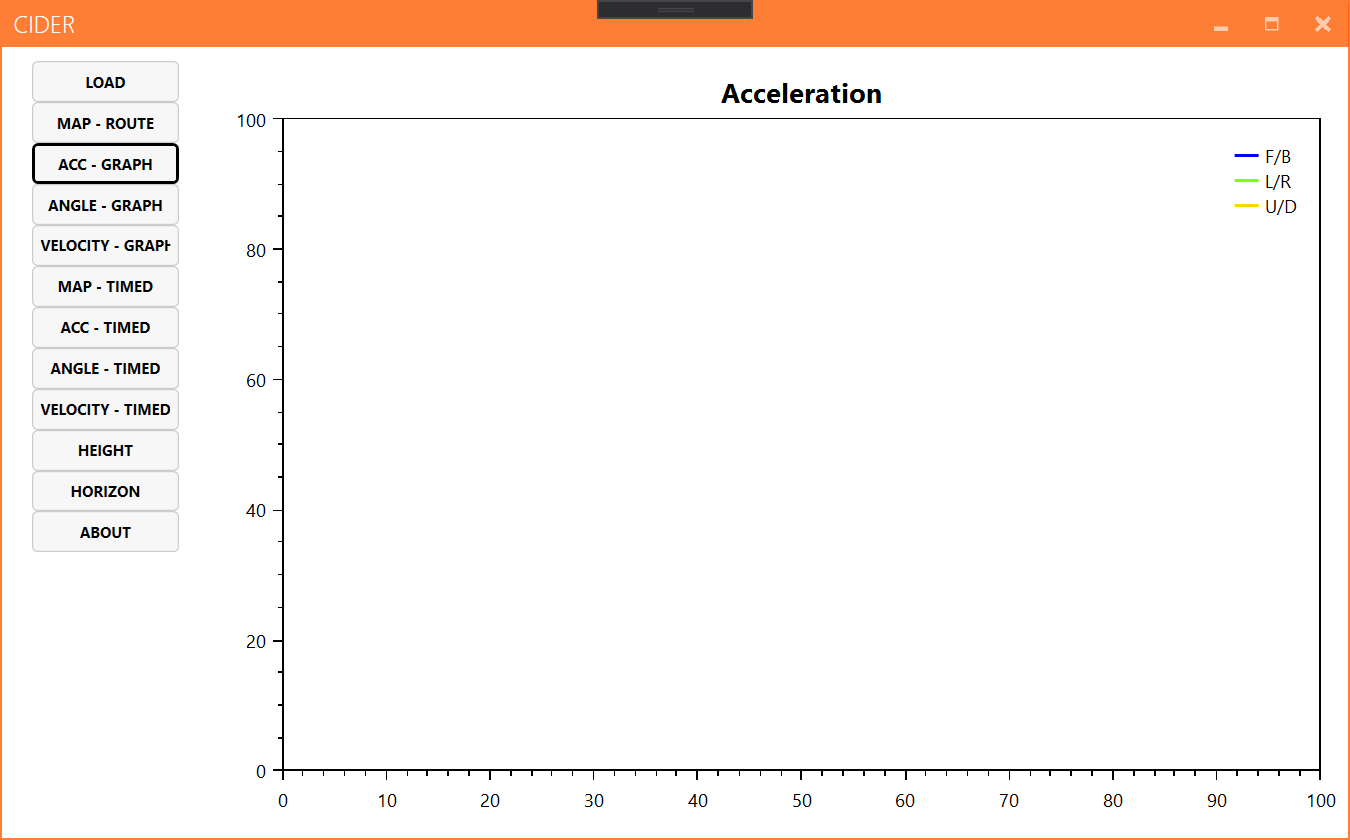 CIDER
LOAD
MAP - ROUTE
ACC - GRAPH
ANGLE - GRAPH
VELOCITY - GRAPH
MAP - TIMED
ACC - TIMED
ANGLE - TIMED
VELOCITY - TIMED
HEIGHT
HORIZON
ABOUT
Acceleration
F/B
L/R
U/D
100
80
60
40
20
0
0 10 20 30 40 50 60 70 80 90 100